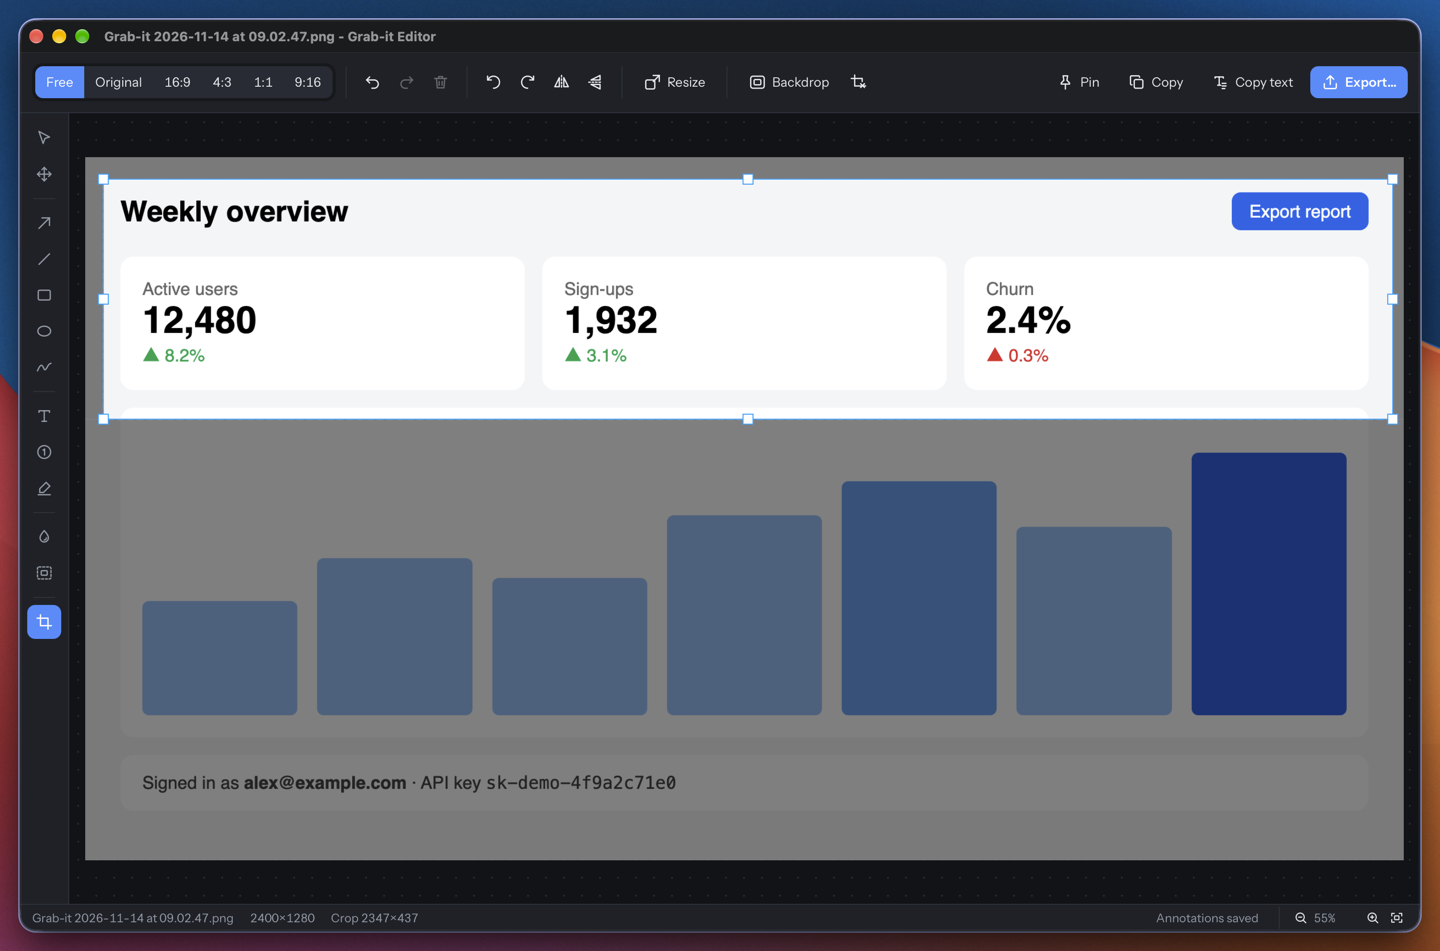 Grab-it 2026-11-14 at 09.02.47.png - Grab-it Editor
Free Original 16:9 4:3 1:1 9:16 Resize Backdrop Pin Copy Copy text Export...
Weekly overview
Export report
Active users
12,480
▲ 8.2%
Sign-ups
1,932
▲ 3.1%
Churn
2.4%
▲ 0.3%
Signed in as alex@example.com · API key sk-demo-4f9a2c71e0
Grab-it 2026-11-14 at 09.02.47.png 2400×1280 Crop 2347×437 Annotations saved 55%